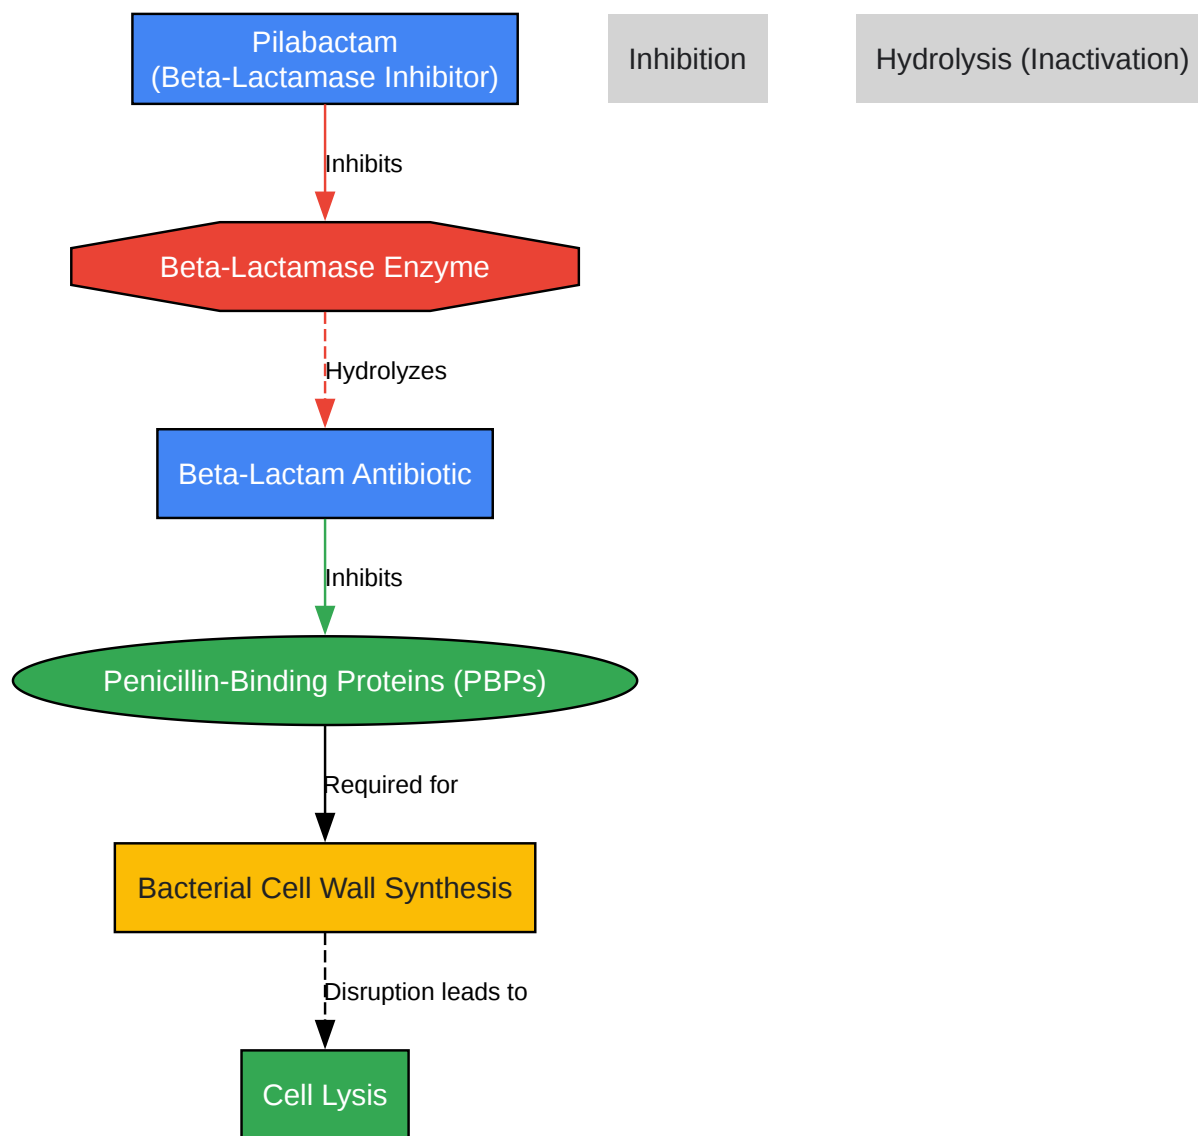 Pilabactam
(Beta-Lactamase Inhibitor)
Inhibition
Hydrolysis (Inactivation)
Inhibits
Beta-Lactamase Enzyme
Hydrolyzes
Beta-Lactam Antibiotic
Inhibits
Penicillin-Binding Proteins (PBPs)
Required for
Bacterial Cell Wall Synthesis
Disruption leads to
Cell Lysis